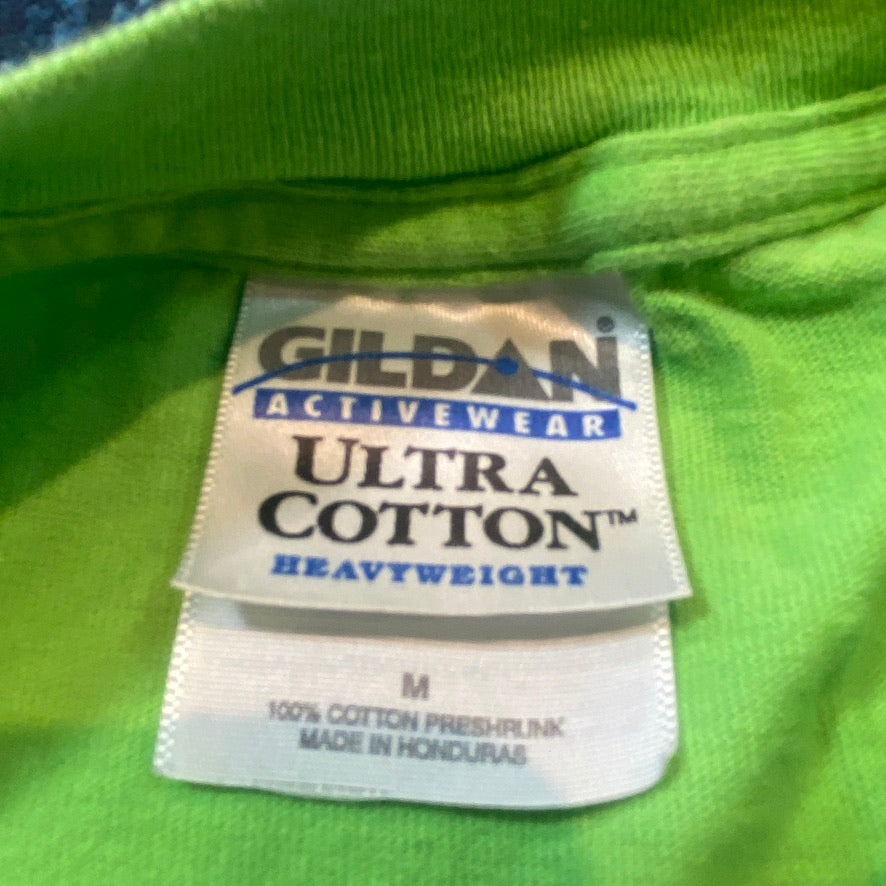 GILDAN®
ACTIVEWEAR
ULTRA
COTTON™
HEAVYWEIGHT
M
100% COTTON PRESHRUNK
MADE IN HONDURAS